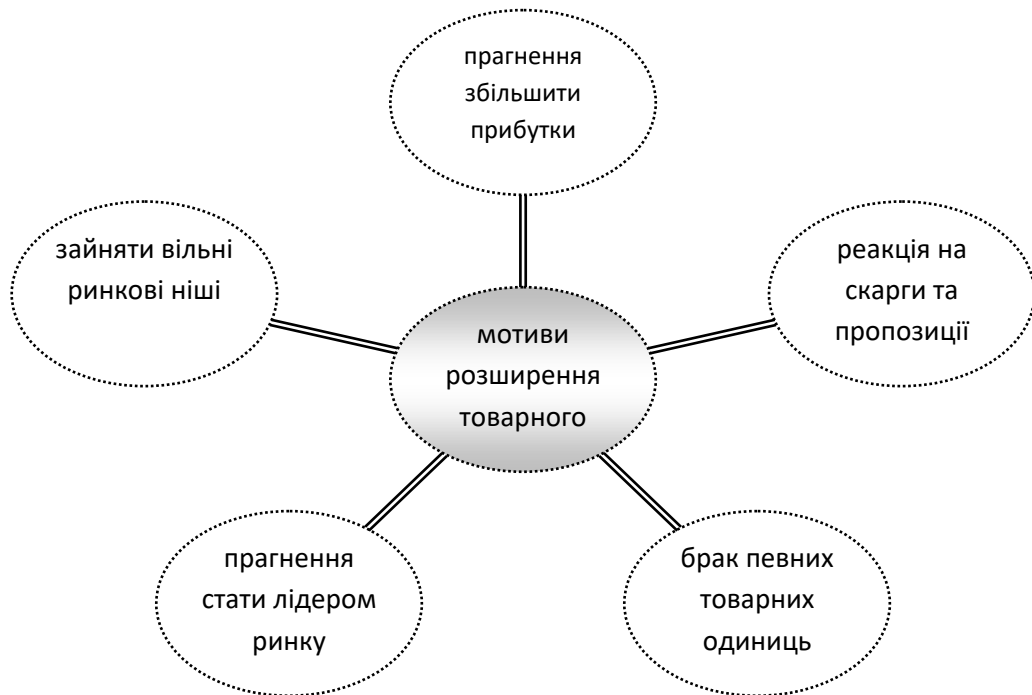 прагнення
збільшити
прибутки
зайняти вільні
ринкові ніші
реакція на
скарги та
пропозиції
мотиви
розширення
товарного
прагнення
стати лідером
ринку
брак певних
товарних
одиниць